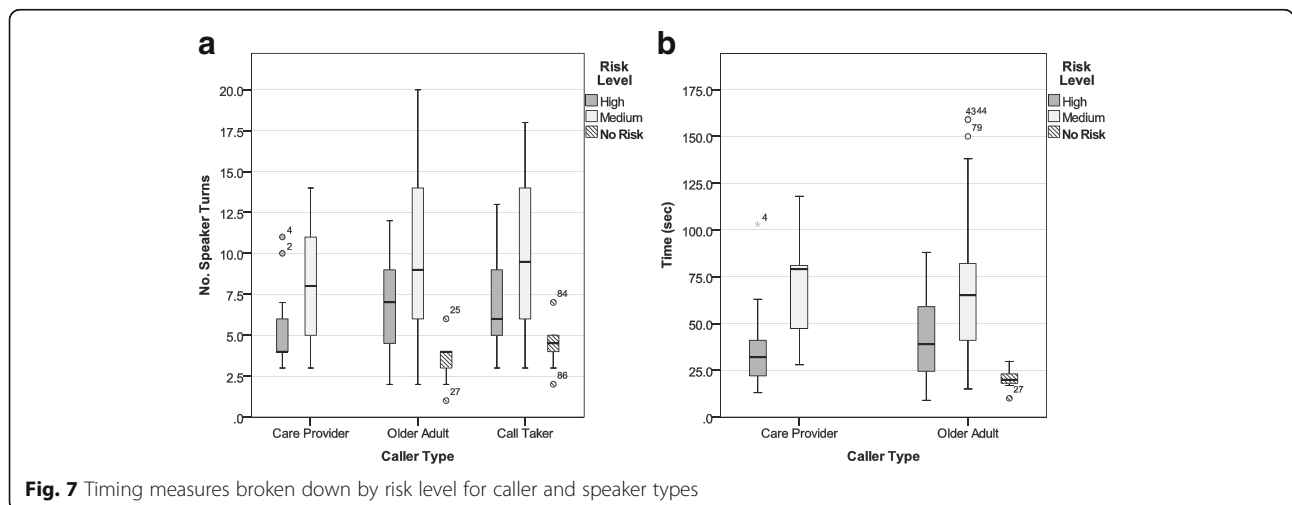 a
Risk
Level
High
Medium
No Risk
20.0
17.5
15.0
12.5
10.0
7.5
5.0
2.5
.0
No. Speaker Turns
4
2
25
27
84
86
Care Provider
Older Adult
Call Taker
Caller Type
b
Risk
Level
High
Medium
No Risk
175.0
150.0
125.0
100.0
75.0
50.0
25.0
.0
Time (sec)
4
4344
79
27
Care Provider
Older Adult
Caller Type
Fig. 7 Timing measures broken down by risk level for caller and speaker types